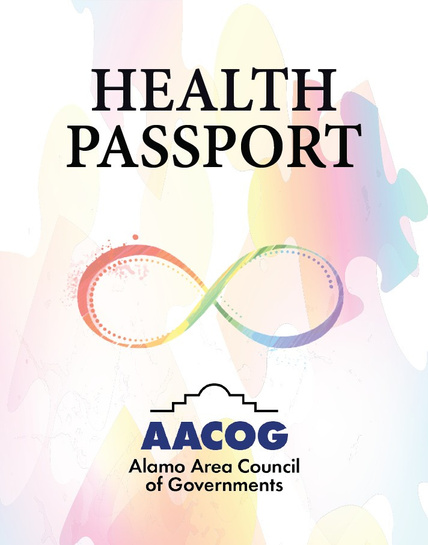 HEALTH
PASSPORT
AACOG
Alamo Area Council
of Governments